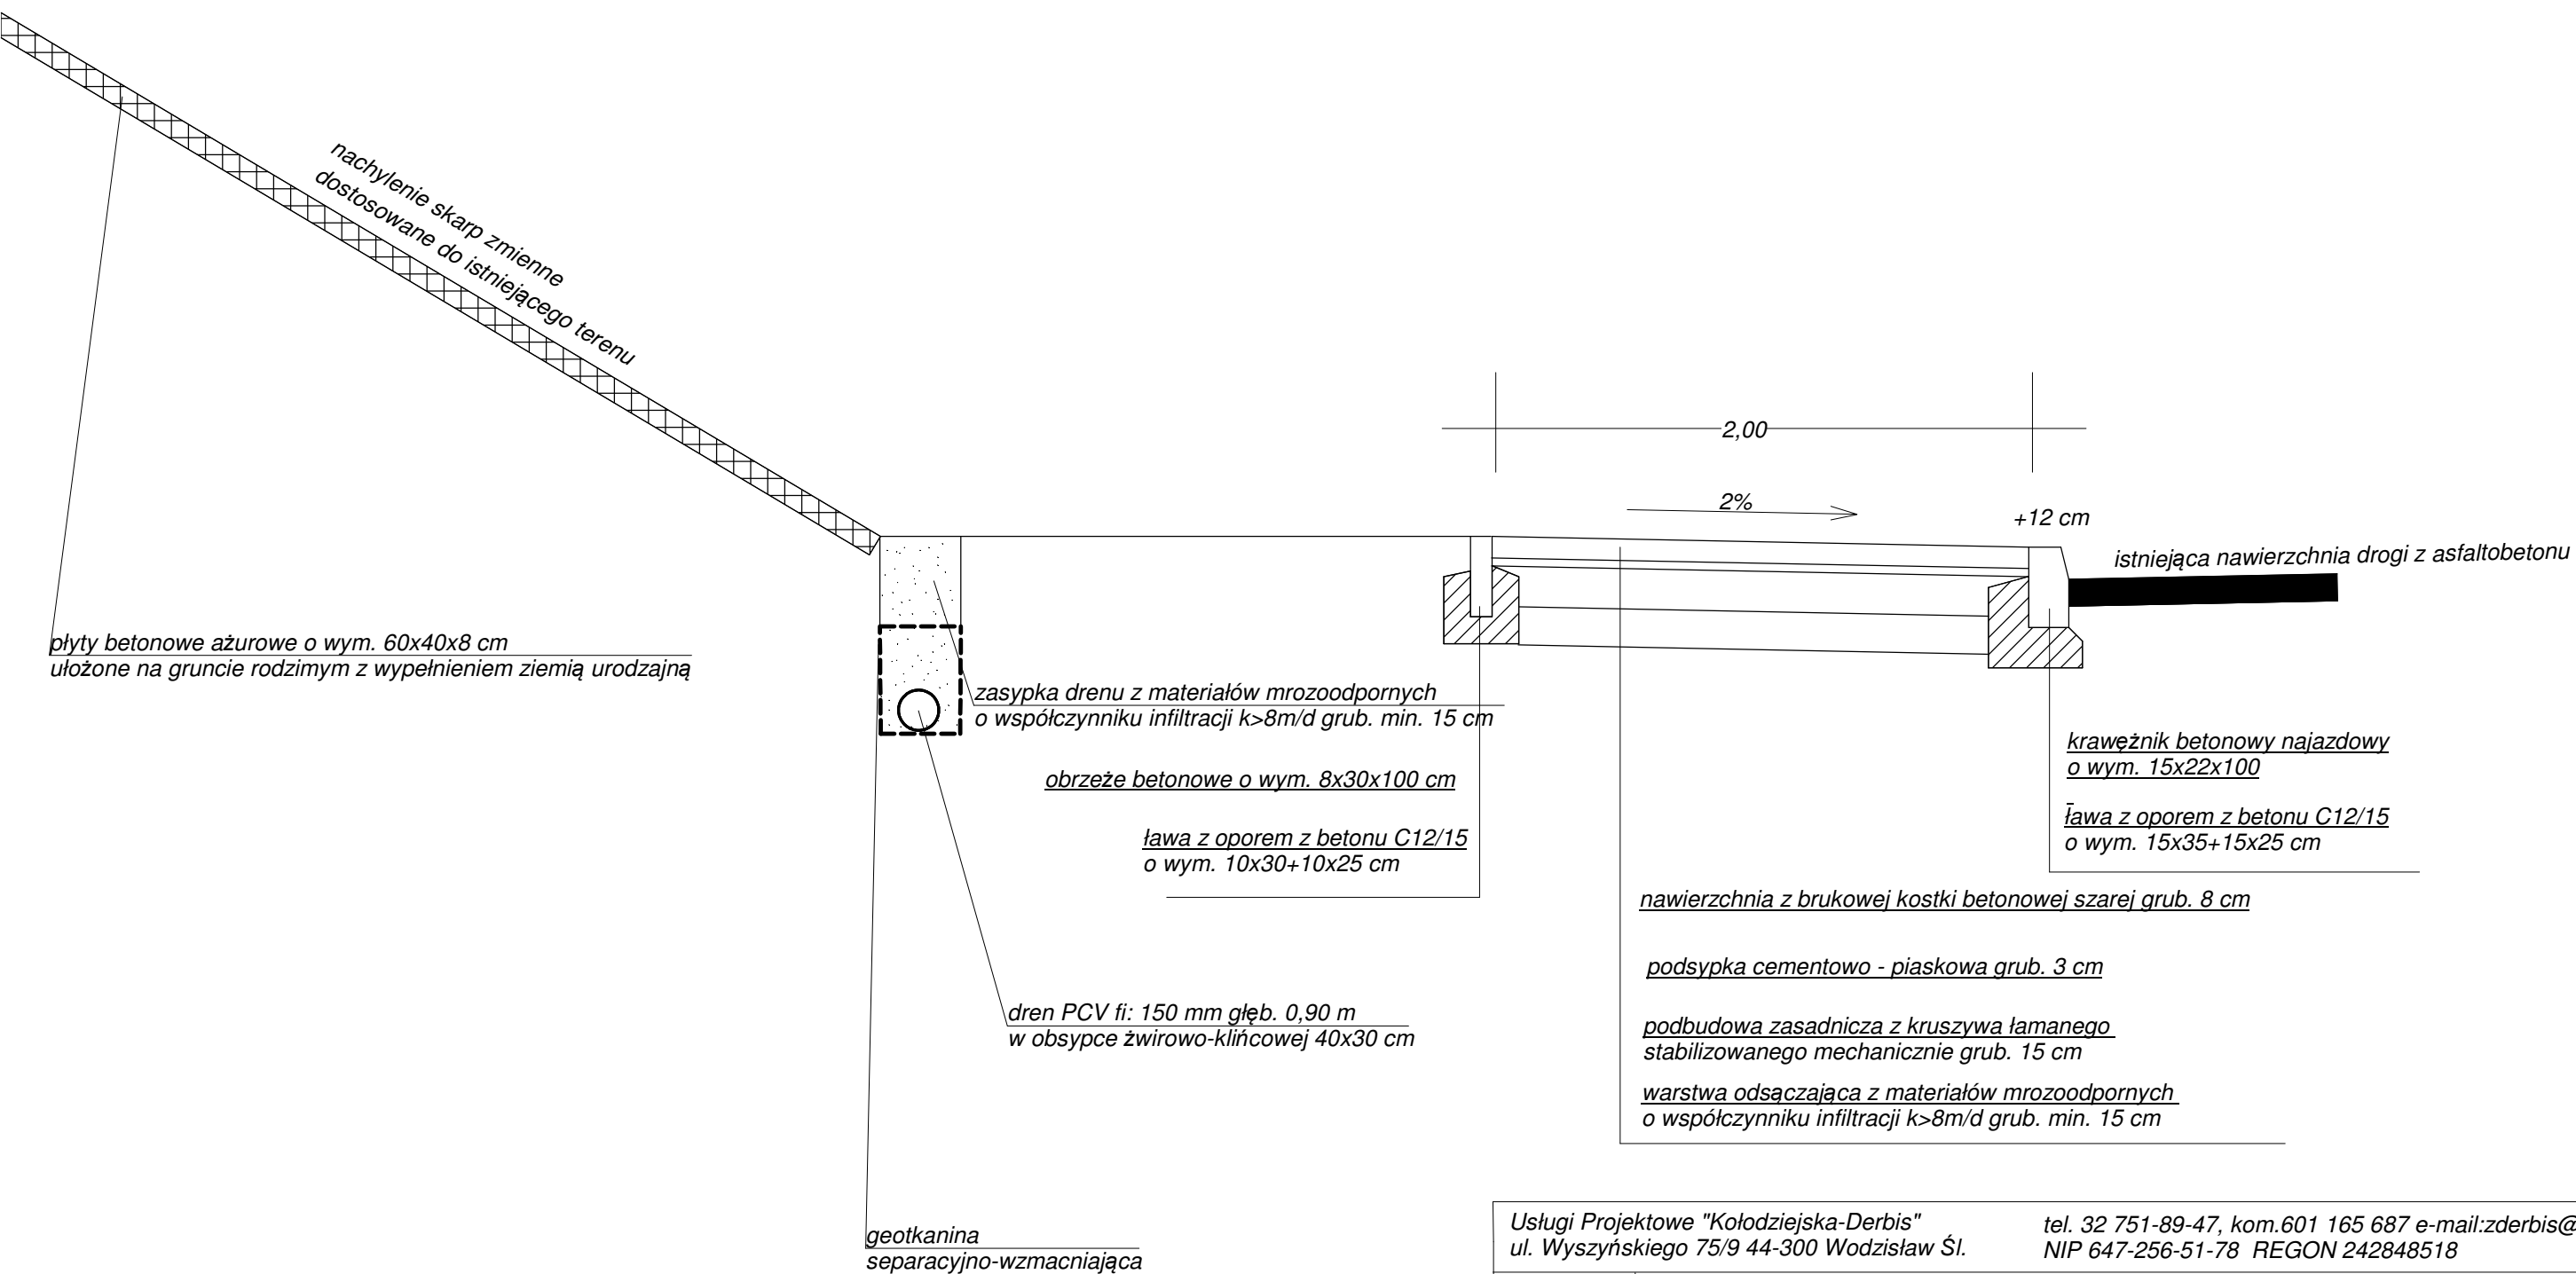 nachylenie skarp zmienne
dostosowane do istniejącego terenu
2,00
2%
+12 cm
istniejąca nawierzchnia drogi z asfaltobetonu
płyty betonowe ażurowe o wym. 60x40x8 cm
ułożone na gruncie rodzimym z wypełnieniem ziemią urodzajną
zasypka drenu z materiałów mrozoodpornych
o współczynniku infiltracji k>8m/d grub. min. 15 cm
obrzeże betonowe o wym. 8x30x100 cm
ława z oporem z betonu C12/15
o wym. 10x30+10x25 cm
krawężnik betonowy najazdowy
o wym. 15x22x100
ława z oporem z betonu C12/15
o wym. 15x35+15x25 cm
nawierzchnia z brukowej kostki betonowej szarej grub. 8 cm
podsypka cementowo - piaskowa grub. 3 cm
podbudowa zasadnicza z kruszywa łamanego
stabilizowanego mechanicznie grub. 15 cm
warstwa odsączająca z materiałów mrozoodpornych
o współczynniku infiltracji k>8m/d grub. min. 15 cm
dren PCV fi: 150 mm głęb. 0,90 m
w obsypce żwirowo-klińcowej 40x30 cm
geotkanina
separacyjno-wzmacniająca
Usługi Projektowe "Kołodziejska-Derbis"
ul. Wyszyńskiego 75/9 44-300 Wodzisław Śl.
tel. 32 751-89-47, kom.601 165 687 e-mail:zderbis@
NIP 647-256-51-78 REGON 242848518